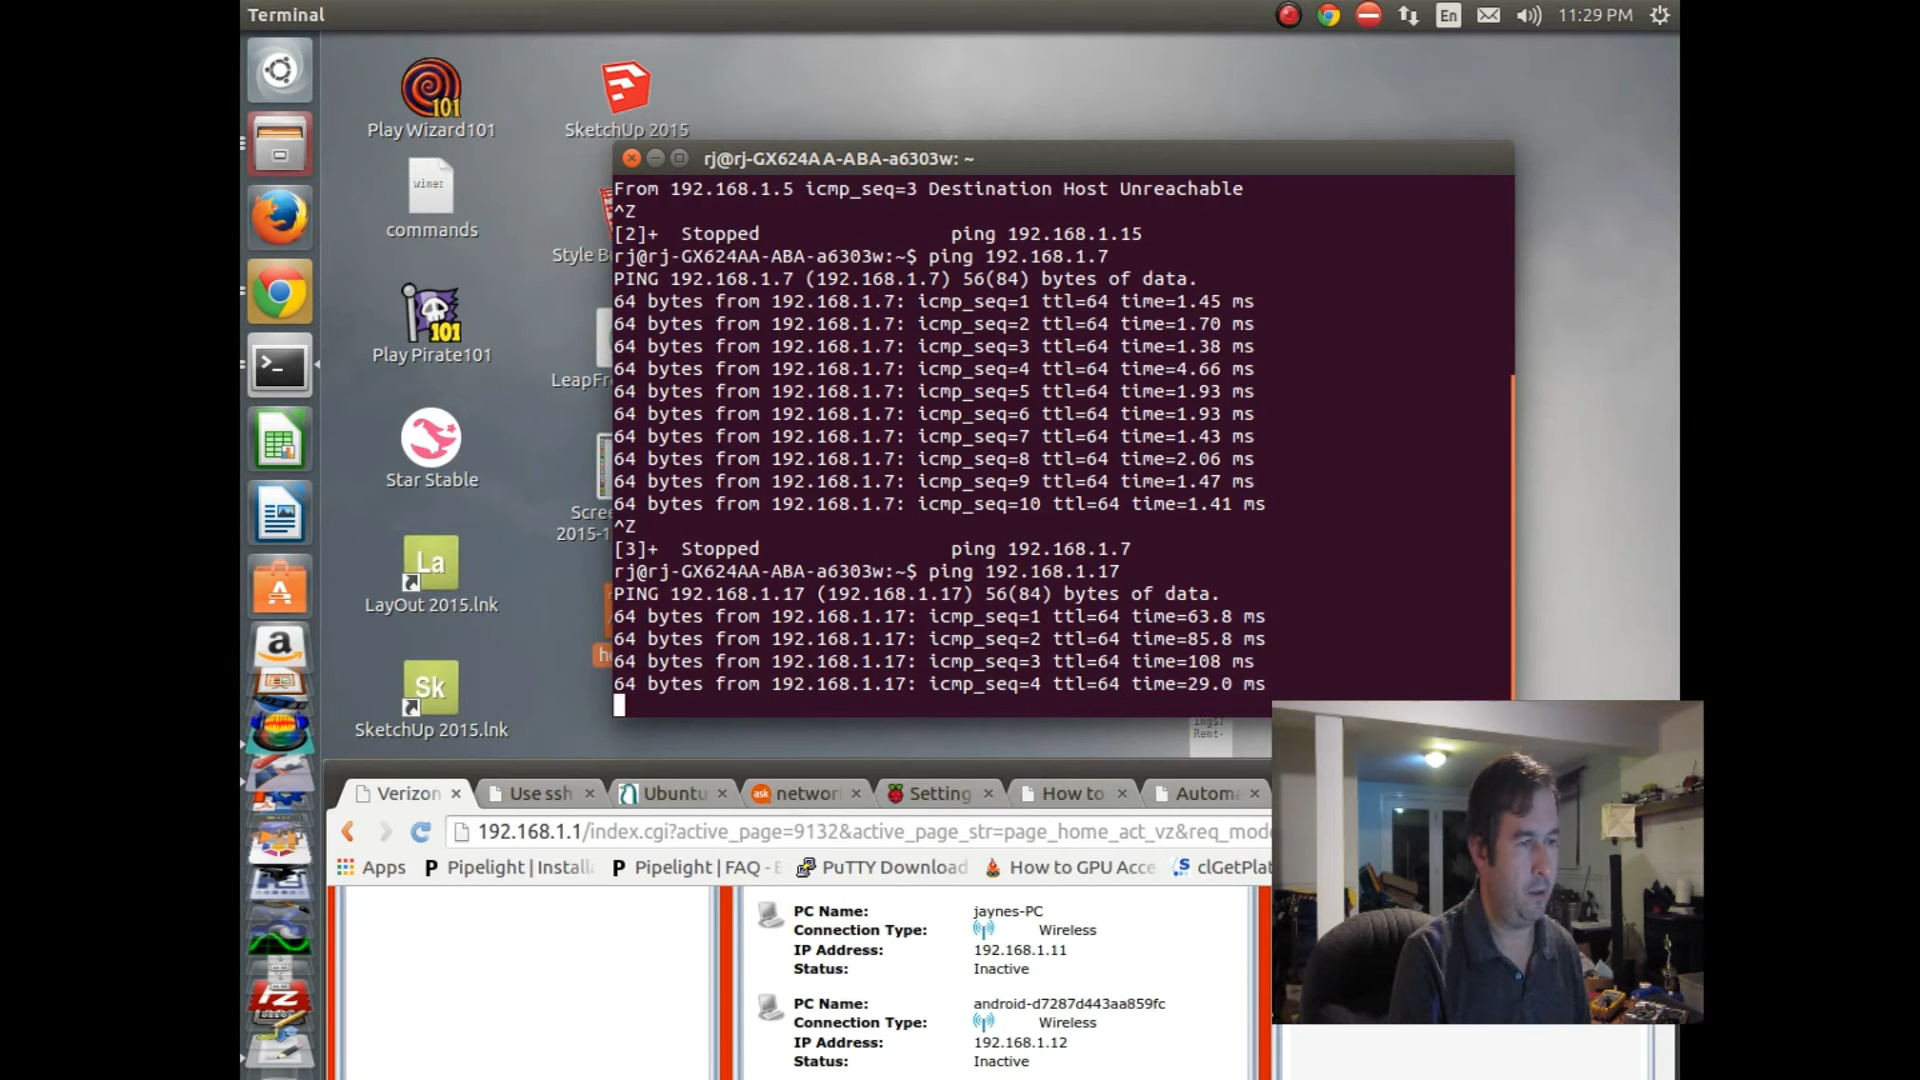 Terminal
En
11:29 PM
101
Play Wizard101
SketchUp 2015
wine:
commands
Style B
101
Play Pirate101
LeapFr
Star Stable
Scree
2015-1
La
LayOut 2015.lnk
Sk
SketchUp 2015.lnk
rj@rj-GX624AA-ABA-a6303w: ~
From 192.168.1.5 icmp_seq=3 Destination Host Unreachable
^Z
[2]+  Stopped                 ping 192.168.1.15
rj@rj-GX624AA-ABA-a6303w:~$ ping 192.168.1.7
PING 192.168.1.7 (192.168.1.7) 56(84) bytes of data.
64 bytes from 192.168.1.7: icmp_seq=1 ttl=64 time=1.45 ms
64 bytes from 192.168.1.7: icmp_seq=2 ttl=64 time=1.70 ms
64 bytes from 192.168.1.7: icmp_seq=3 ttl=64 time=1.38 ms
64 bytes from 192.168.1.7: icmp_seq=4 ttl=64 time=4.66 ms
64 bytes from 192.168.1.7: icmp_seq=5 ttl=64 time=1.93 ms
64 bytes from 192.168.1.7: icmp_seq=6 ttl=64 time=1.93 ms
64 bytes from 192.168.1.7: icmp_seq=7 ttl=64 time=1.43 ms
64 bytes from 192.168.1.7: icmp_seq=8 ttl=64 time=2.06 ms
64 bytes from 192.168.1.7: icmp_seq=9 ttl=64 time=1.47 ms
64 bytes from 192.168.1.7: icmp_seq=10 ttl=64 time=1.41 ms
^Z
[3]+  Stopped                 ping 192.168.1.7
rj@rj-GX624AA-ABA-a6303w:~$ ping 192.168.1.17
PING 192.168.1.17 (192.168.1.17) 56(84) bytes of data.
64 bytes from 192.168.1.17: icmp_seq=1 ttl=64 time=63.8 ms
64 bytes from 192.168.1.17: icmp_seq=2 ttl=64 time=85.8 ms
64 bytes from 192.168.1.17: icmp_seq=3 ttl=64 time=108 ms
64 bytes from 192.168.1.17: icmp_seq=4 ttl=64 time=29.0 ms
Rent-
Verizon × Use ssh × Ubuntu × ask networ × Setting × How to × Autom ×
192.168.1.1/index.cgi?active_page=9132&active_page_str=page_home_act_vz&req_mod
Apps Pipelight | Install Pipelight | FAQ - PuTTY Download How to GPU Acce clGetPlat
PC Name: jaynes-PC
Connection Type: Wireless
IP Address: 192.168.1.11
Status: Inactive
PC Name: android-d7287d443aa859fc
Connection Type: Wireless
IP Address: 192.168.1.12
Status: Inactive